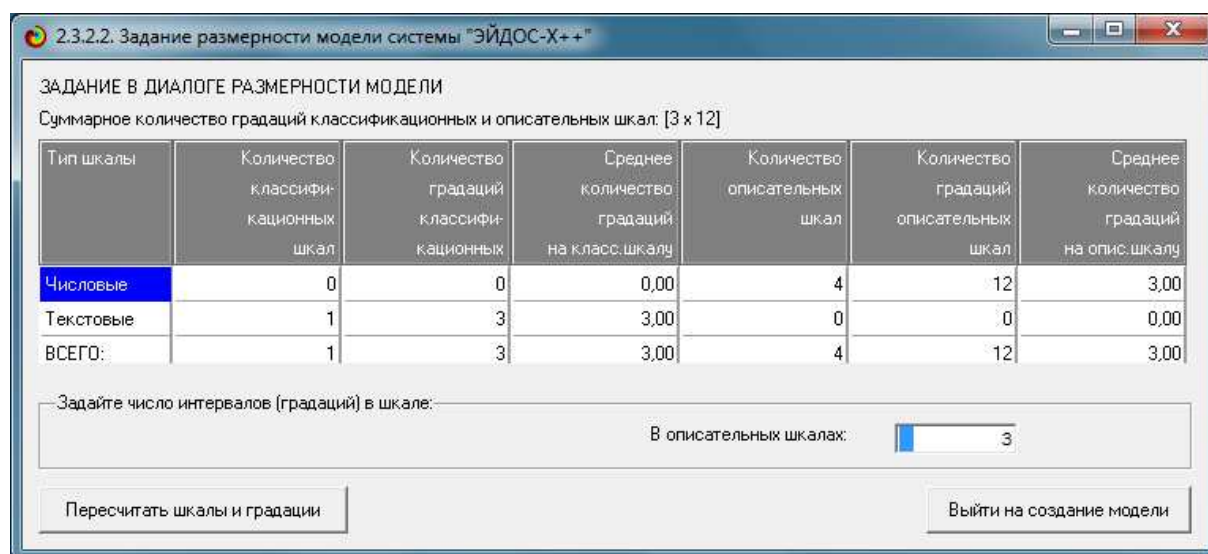 2.3.2.2. Задание размерности модели системы "ЭЙДОС-X++"
ЗАДАНИЕ В ДИАЛОГЕ РАЗМЕРНОСТИ МОДЕЛИ
Суммарное количество градаций классификационных и описательных шкал: [3 x 12]
Тип шкалы Количество Количество Среднее Количество Количество Среднее
классифи- градаций количество описательных градаций количество
кационных классифи- градаций шкал описательных градаций
шкал кационных на класс.шкалу шкал на опис.шкалу
Числовые 0 0 0,00 4 12 3,00
Текстовые 1 3 3,00 0 0 0,00
ВСЕГО: 1 3 3,00 4 12 3,00
Задайте число интервалов (градаций) в шкале:
В описательных шкалах: 3
Пересчитать шкалы и градации Выйти на создание модели